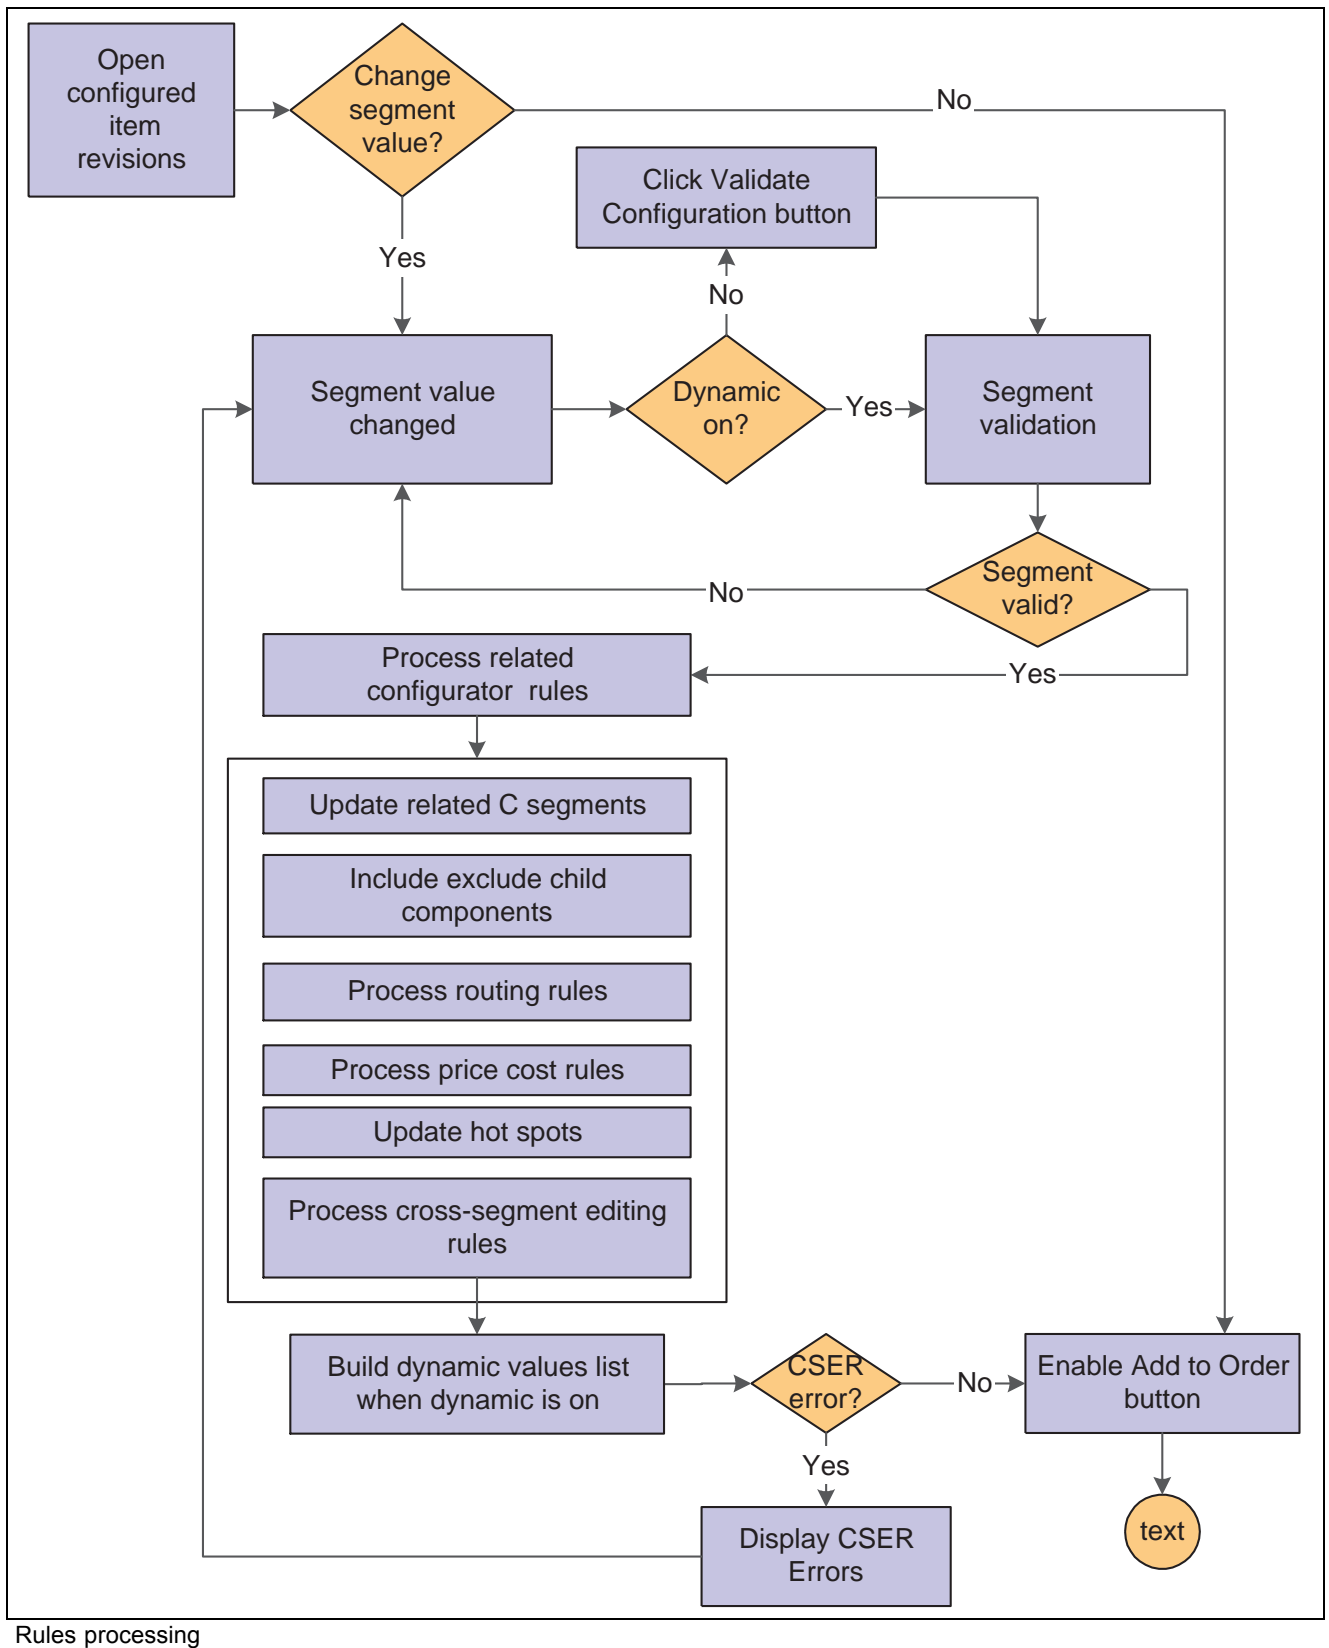 Open
configured
item
revisions
Change
segment
value?
No
Click Validate
Configuration button
Yes
No
Segment value
changed
Dynamic
on?
Yes
Segment
validation
Segment
valid?
No
Process related
configurator rules
Yes
Update related C segments
Include exclude child
components
Process routing rules
Process price cost rules
Update hot spots
Process cross-segment editing
rules
Build dynamic values list
when dynamic is on
CSER
error?
No
Enable Add to Order
button
Yes
Display CSER
Errors
text
Rules processing